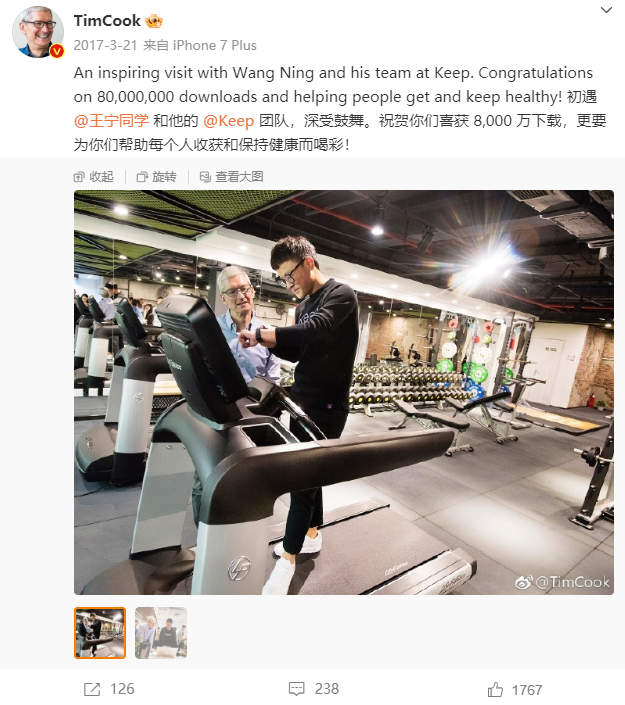 TimCook
2017-3-21 来自 iPhone 7 Plus
An inspiring visit with Wang Ning and his team at Keep. Congratulations
on 80,000,000 downloads and helping people get and keep healthy! 初遇
@王宁同学 和他的 @Keep 团队，深受鼓舞。祝贺你们喜获 8,000 万下载，更要
为你们帮助每个人收获和保持健康而喝彩！
收起 旋转 查看大图
@TimCook
126 238 1767